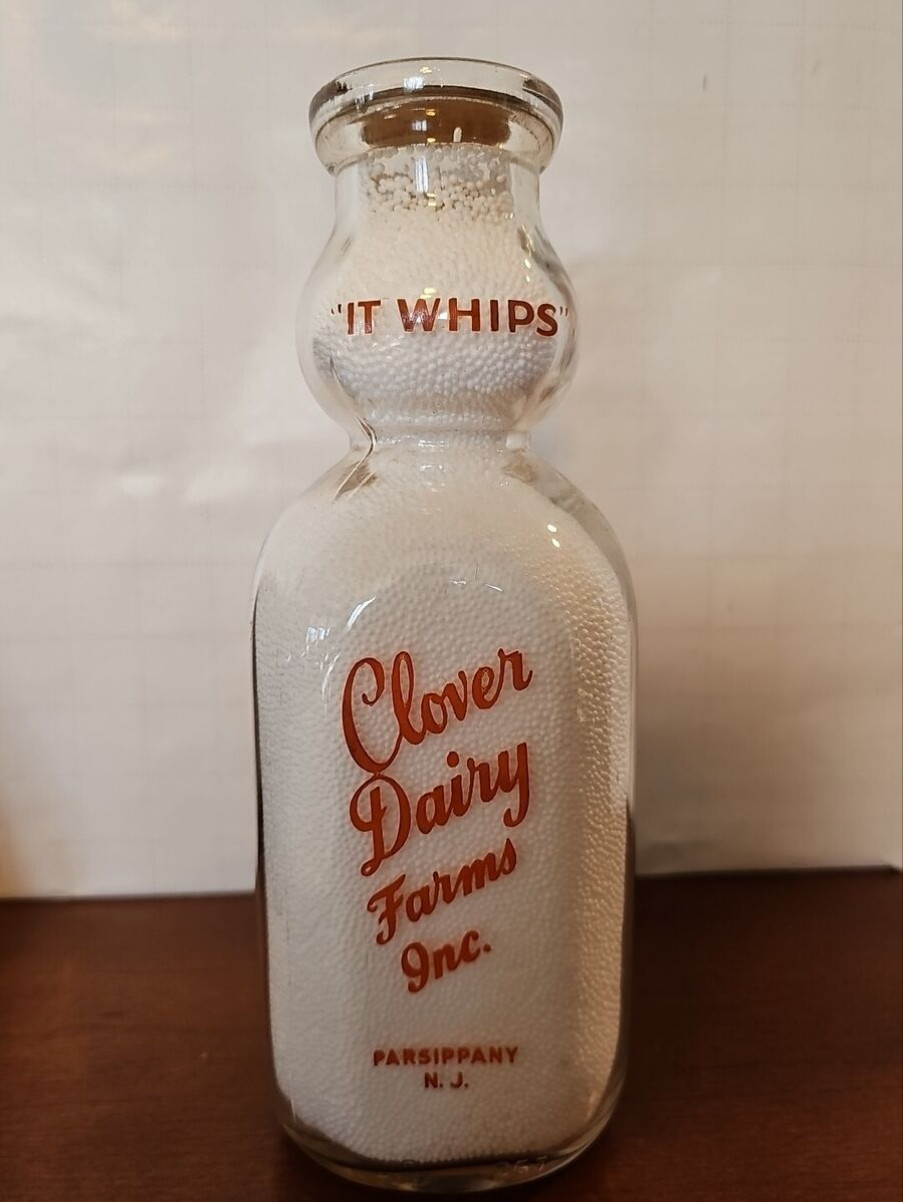 "IT WHIPS"
Clover
Dairy
Farms
Inc.
PARSIPPANY
N. J.